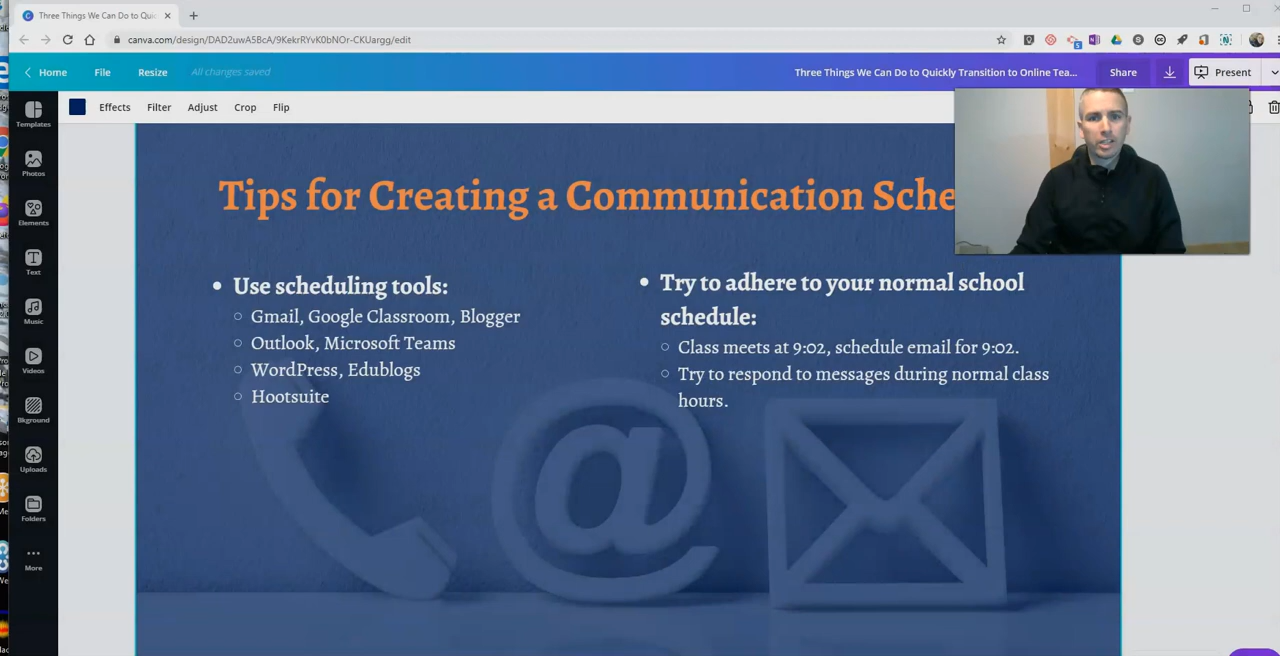 Three Things We Can Do to Quic
canva.com/design/DAD2uwA5BcA/9KekrRYvK0bNOr-CKUargg/edit
Home File Resize All changes saved Three Things We Can Do to Quickly Transition to Online Tea... Share Present
Effects Filter Adjust Crop Flip
Templates
Photos
Elements
Text
Music
Videos
Bkground
Uploads
Folders
More
Tips for Creating a Communication Sche
Use scheduling tools:
Gmail, Google Classroom, Blogger
Outlook, Microsoft Teams
WordPress, Edublogs
Hootsuite
Try to adhere to your normal school
schedule:
Class meets at 9:02, schedule email for 9:02.
Try to respond to messages during normal class
hours.